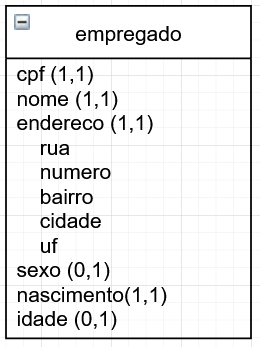 empregado
cpf (1,1)
nome (1,1)
endereco (1,1)
rua
numero
bairro
cidade
uf
sexo (0,1)
nascimento(1,1)
idade (0,1)